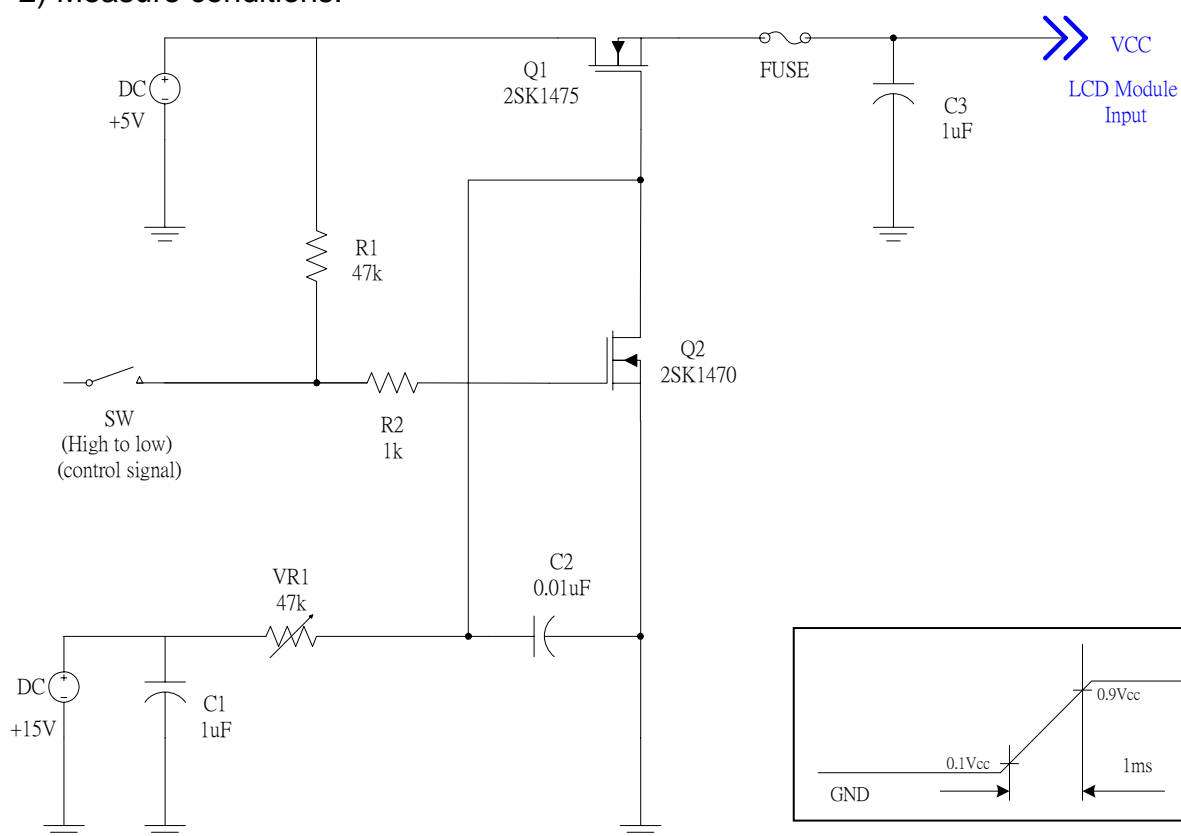 2) Measure conditions:
DC
+5V
Q1
2SK1475
FUSE
VCC
LCD Module
Input
C3
1uF
R1
47k
Q2
2SK1470
SW
(High to low)
(control signal)
R2
1k
VR1
47k
C2
0.01uF
DC
+15V
C1
1uF
0.9Vcc
0.1Vcc
1ms
GND